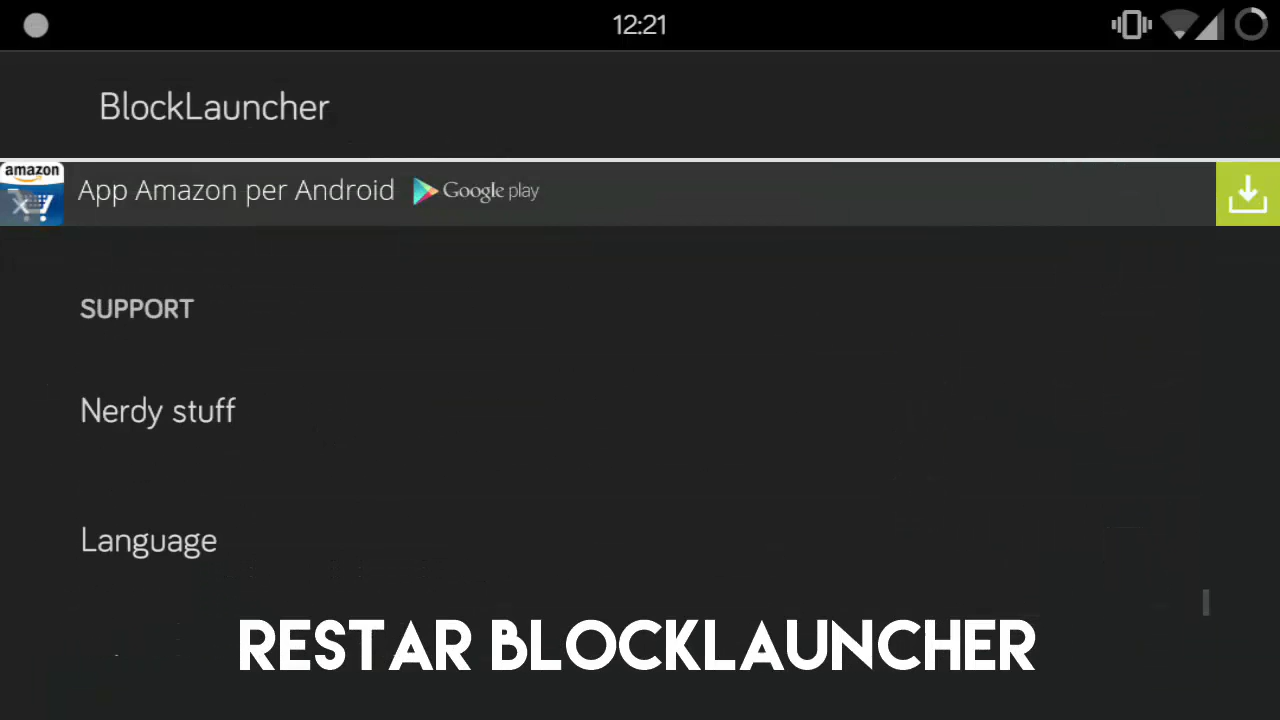 12:21
BlockLauncher
amazon
App Amazon per Android Google play
SUPPORT
Nerdy stuff
Language
RESTAR BLOCKLAUNCHER